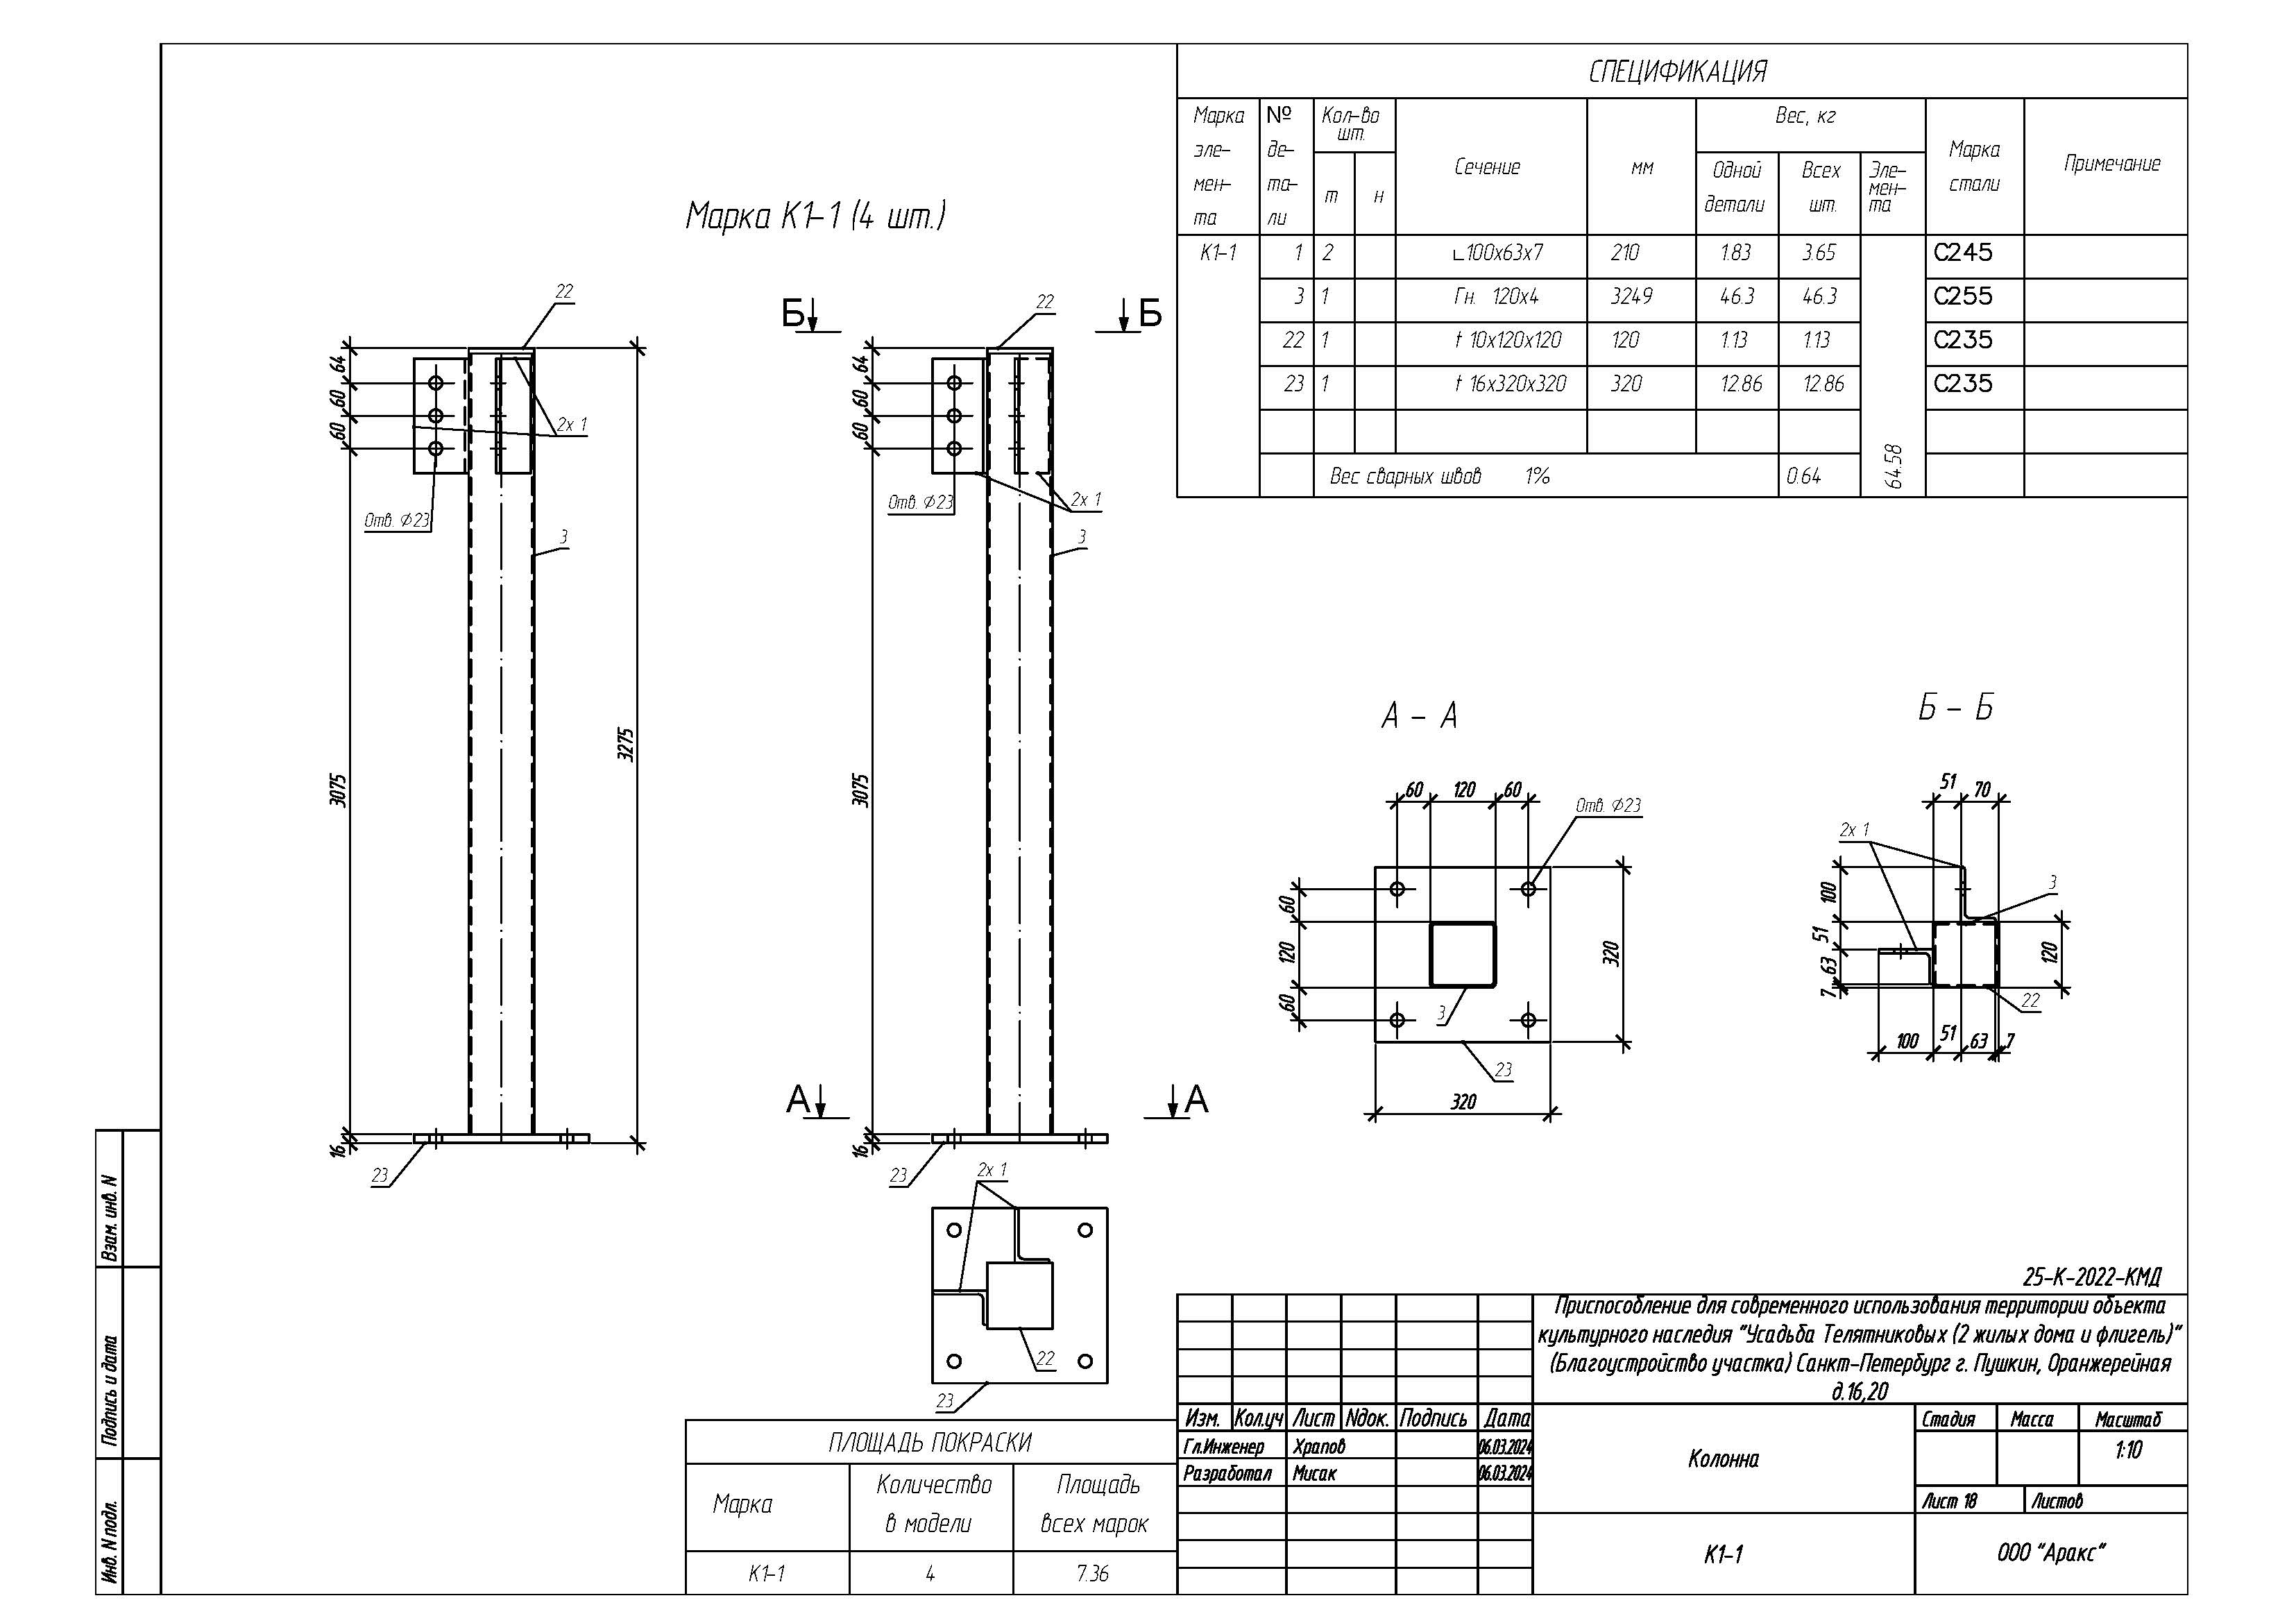 СПЕЦИФИКАЦИЯ
Марка эле- мен- та
№ де- та- ли
Кол-во шт.
т
н
Сечение
мм
Вес, кг
Одной детали
Всех шт.
Эле- мен- та
Марка стали
Примечание
К1-1 1 2 ∟100x63x7 210 1.83 3.65 С245
3 1 Гн. 120x4 3249 46.3 46.3 С255
22 1 t 10x120x120 120 1.13 1.13 С235
23 1 t 16x320x320 320 12.86 12.86 С235
Вес сварных швов 1% 0.64
64.58
Марка К1-1 (4 шт.)
22
64
60
60
2x 1
Отв. Ф23
3
3075
3275
16
23
Б
Б
22
64
60
60
2x 1
Отв. Ф23
3
3075
А
А
16
23
2x 1
22
23
А - А
60
120
60
Отв. Ф23
60
120
60
320
3
23
320
Б - Б
51
70
2x 1
100
3
51
63
7
120
22
100
51
63
7
ПЛОЩАДЬ ПОКРАСКИ
Марка
Количество в модели
Площадь всех марок
К1-1 4 7.36
25-К-2022-КМД
Приспособление для современного использования территории объекта
культурного наследия "Усадьба Телятниковых (2 жилых дома и флигель)"
(Благоустройство участка) Санкт-Петербург г. Пушкин, Оранжерейная
д.16,20
Изм. Кол.уч Лист Nдок. Подпись Дата
Гл.Инженер Храпов 06.03.2024
Разработал Мисак 06.03.2024
Колонна
Стадия Масса Масштаб
1:10
Лист 18 Листов
К1-1
ООО "Аракс"
Взам. инв. N
Подпись и дата
Инв. N подл.